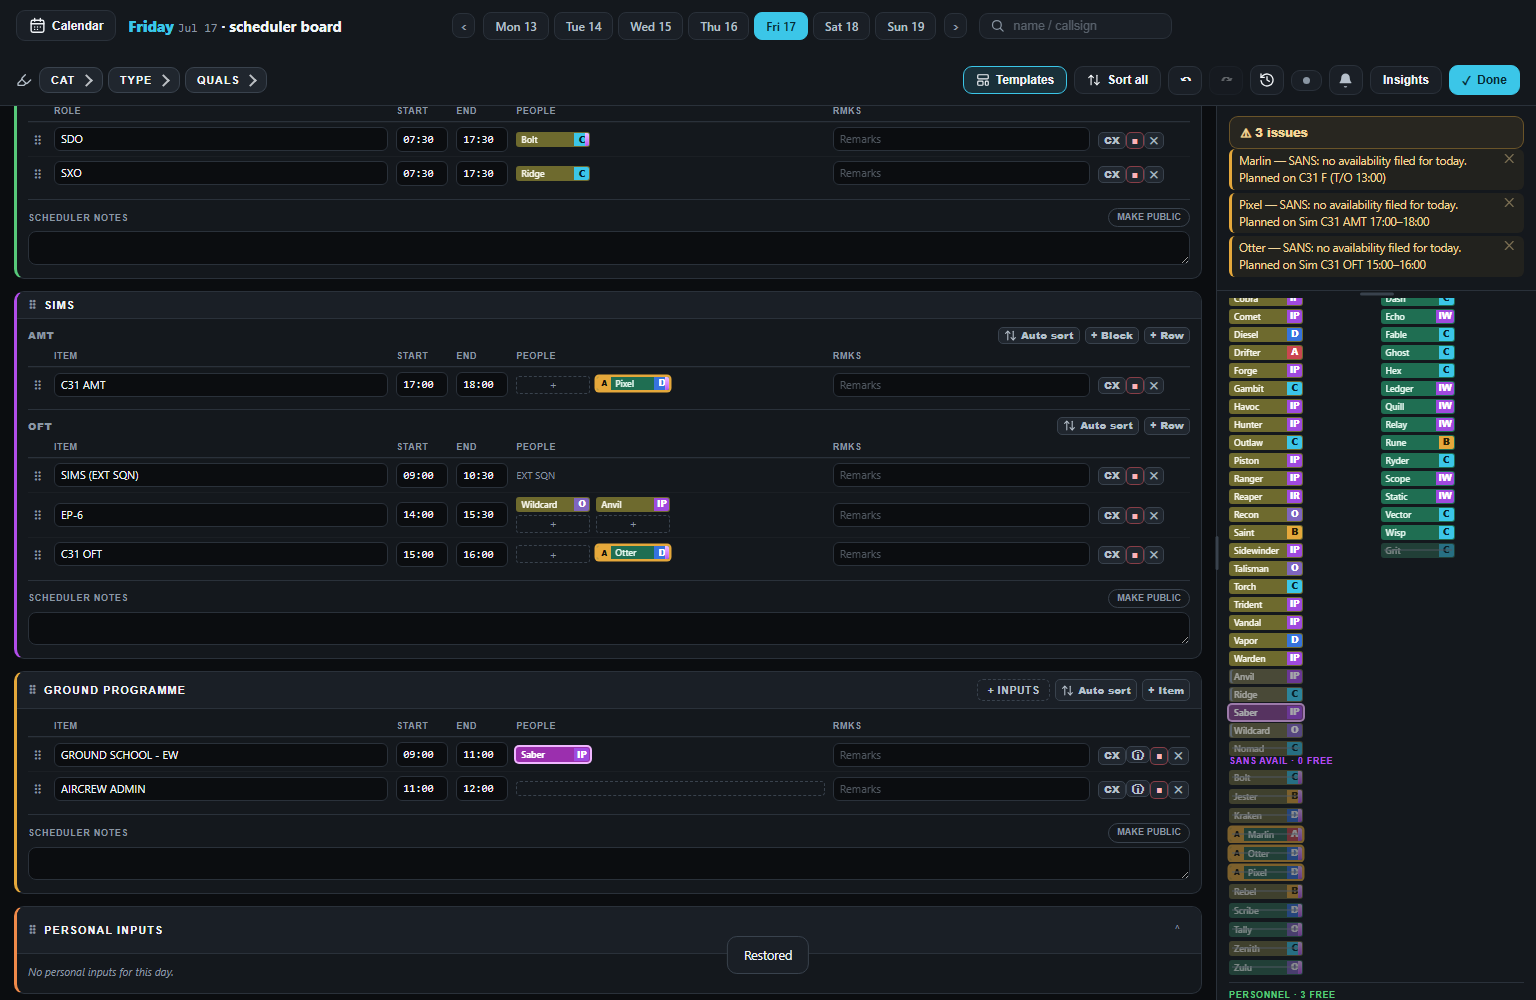 Calendar
Friday Jul 17 · scheduler board
‹ Mon 13 Tue 14 Wed 15 Thu 16 Fri 17 Sat 18 Sun 19 ›
name / callsign
CAT TYPE QUALS
Templates Sort all Insights ✓ Done
ROLE START END PEOPLE RMKS
SDO 07:30 17:30 Bolt C Remarks CX ✕
SXO 07:30 17:30 Ridge C Remarks CX ✕
SCHEDULER NOTES MAKE PUBLIC
SIMS
AMT Auto sort + Block + Row
ITEM START END PEOPLE RMKS
C31 AMT 17:00 18:00 + A Pixel D Remarks CX ✕
OFT Auto sort + Row
ITEM START END PEOPLE RMKS
SIMS (EXT SQN) 09:00 10:30 EXT SQN Remarks CX ✕
EP-6 14:00 15:30 Wildcard O Anvil IP Remarks CX ✕
+ +
C31 OFT 15:00 16:00 + A Otter D Remarks CX ✕
SCHEDULER NOTES MAKE PUBLIC
GROUND PROGRAMME + INPUTS Auto sort + Item
ITEM START END PEOPLE RMKS
GROUND SCHOOL - EW 09:00 11:00 Saber IP Remarks CX ✕
AIRCREW ADMIN 11:00 12:00 Remarks CX ✕
SCHEDULER NOTES MAKE PUBLIC
PERSONAL INPUTS
No personal inputs for this day.
Restored
⚠ 3 issues
Marlin — SANS: no availability filed for today.
Planned on C31 F (T/O 13:00)
Pixel — SANS: no availability filed for today.
Planned on Sim C31 AMT 17:00–18:00
Otter — SANS: no availability filed for today.
Planned on Sim C31 OFT 15:00–16:00
Cobra IP
Comet IP
Diesel D
Drifter A
Forge IP
Gambit C
Havoc IP
Hunter IP
Outlaw C
Piston IP
Ranger IP
Reaper IR
Recon O
Saint B
Sidewinder IP
Talisman O
Torch C
Trident IP
Vandal IP
Vapor D
Warden IP
Anvil IP
Ridge C
Saber IP
Wildcard O
Nomad C
Dash C
Echo IW
Fable C
Ghost C
Hex C
Ledger IW
Quill IW
Relay IW
Rune B
Ryder C
Scope IW
Static IW
Vector C
Wisp C
Grit C
SANS AVAIL · 0 FREE
Bolt C
Jester B
Kraken D
A Marlin A
A Otter D
A Pixel D
Rebel B
Scribe D
Tally O
Zenith C
Zulu O
PERSONNEL · 3 FREE